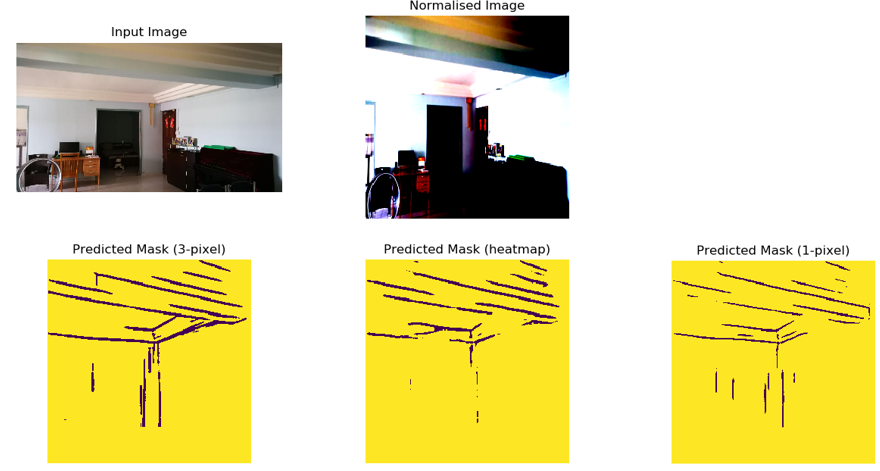 Input Image
Normalised Image
Predicted Mask (3-pixel)
Predicted Mask (heatmap)
Predicted Mask (1-pixel)